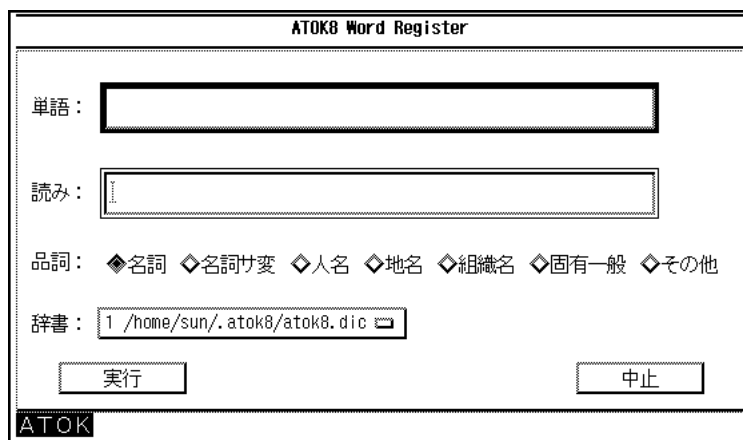 ATOK8 Word Register
単語：
読み：
品詞： 名詞 名詞サ変 人名 地名 組織名 固有一般 その他
辞書： 1 /home/sun/.atok8/atok8.dic
実行 中止
ATOK